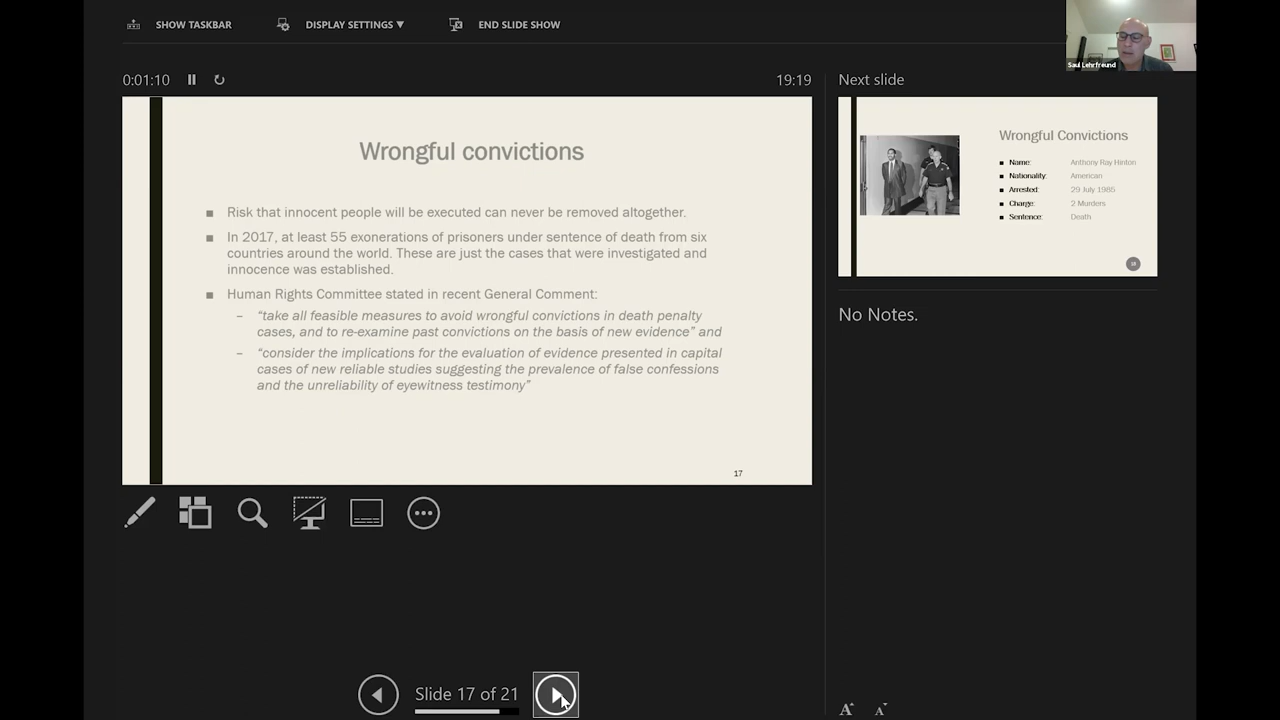 SHOW TASKBAR
DISPLAY SETTINGS ▼
END SLIDE SHOW
Saul Lehrfreund
0:01:10
19:19
Next slide
Wrongful convictions
■ Risk that innocent people will be executed can never be removed altogether.
■ In 2017, at least 55 exonerations of prisoners under sentence of death from six
countries around the world. These are just the cases that were investigated and
innocence was established.
■ Human Rights Committee stated in recent General Comment:
– “take all feasible measures to avoid wrongful convictions in death penalty
cases, and to re-examine past convictions on the basis of new evidence” and
– “consider the implications for the evaluation of evidence presented in capital
cases of new reliable studies suggesting the prevalence of false confessions
and the unreliability of eyewitness testimony”
17
Wrongful Convictions
■ Name: Anthony Ray Hinton
■ Nationality: American
■ Arrested: 29 July 1985
■ Charge: 2 Murders
■ Sentence: Death
18
No Notes.
Slide 17 of 21
A A